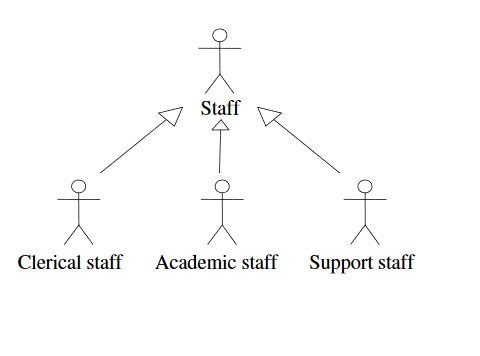 Staff
Clerical staff
Academic staff
Support staff